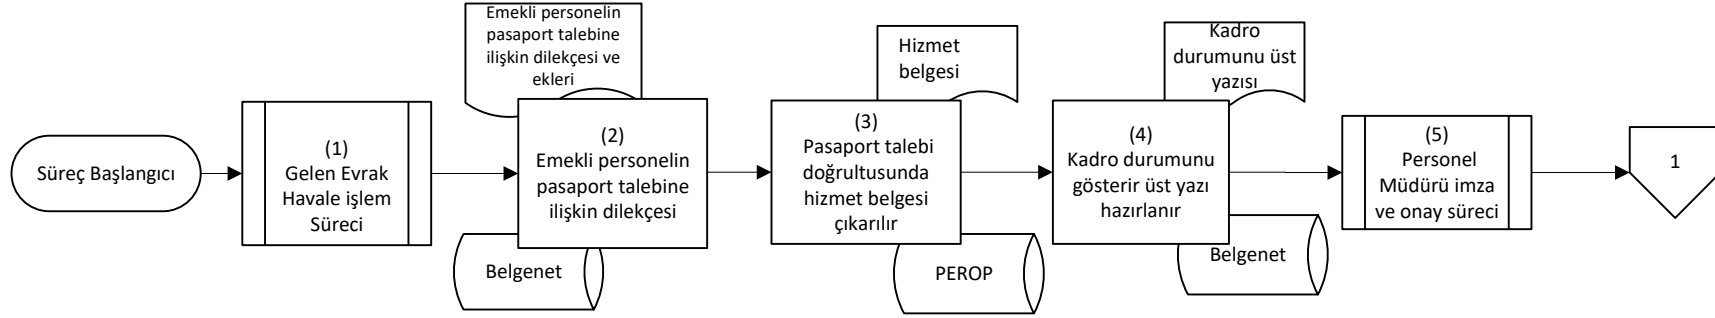 Süreç Başlangıcı
(1)
Gelen Evrak
Havale işlem
Süreci
Emekli personelin
pasaport talebine
ilişkin dilekçesi ve
ekleri
(2)
Emekli personelin
pasaport talebine
ilişkin dilekçesi
Belgenet
Hizmet
belgesi
(3)
Pasaport talebi
doğrultusunda
hizmet belgesi
çıkarılır
PEROP
Kadro
durumunu üst
yazısı
(4)
Kadro durumunu
gösterir üst yazı
hazırlanır
Belgenet
(5)
Personel
Müdürü imza
ve onay süreci
1